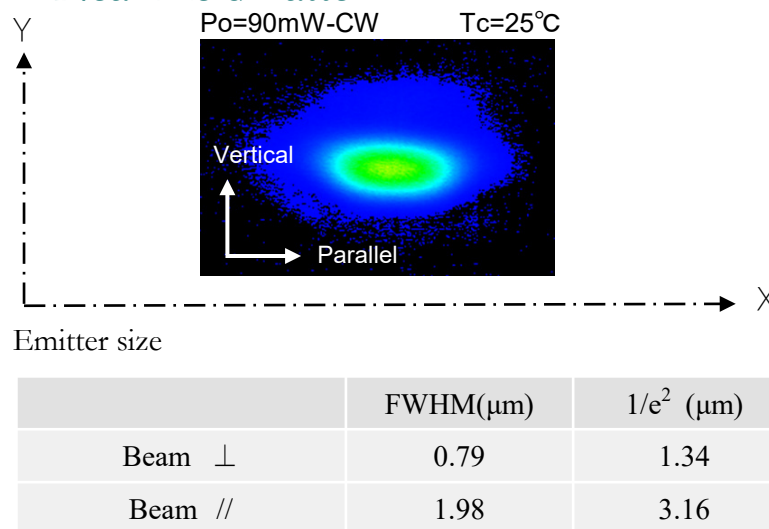 Y
Po=90mW-CW Tc=25℃
Vertical
Parallel
X
Emitter size
FWHM(μm) 1/e² (μm)
Beam ⊥ 0.79 1.34
Beam // 1.98 3.16